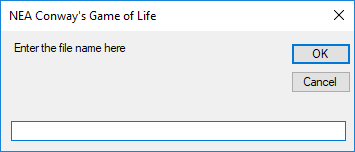 NEA Conway's Game of Life
Enter the file name here
OK
Cancel